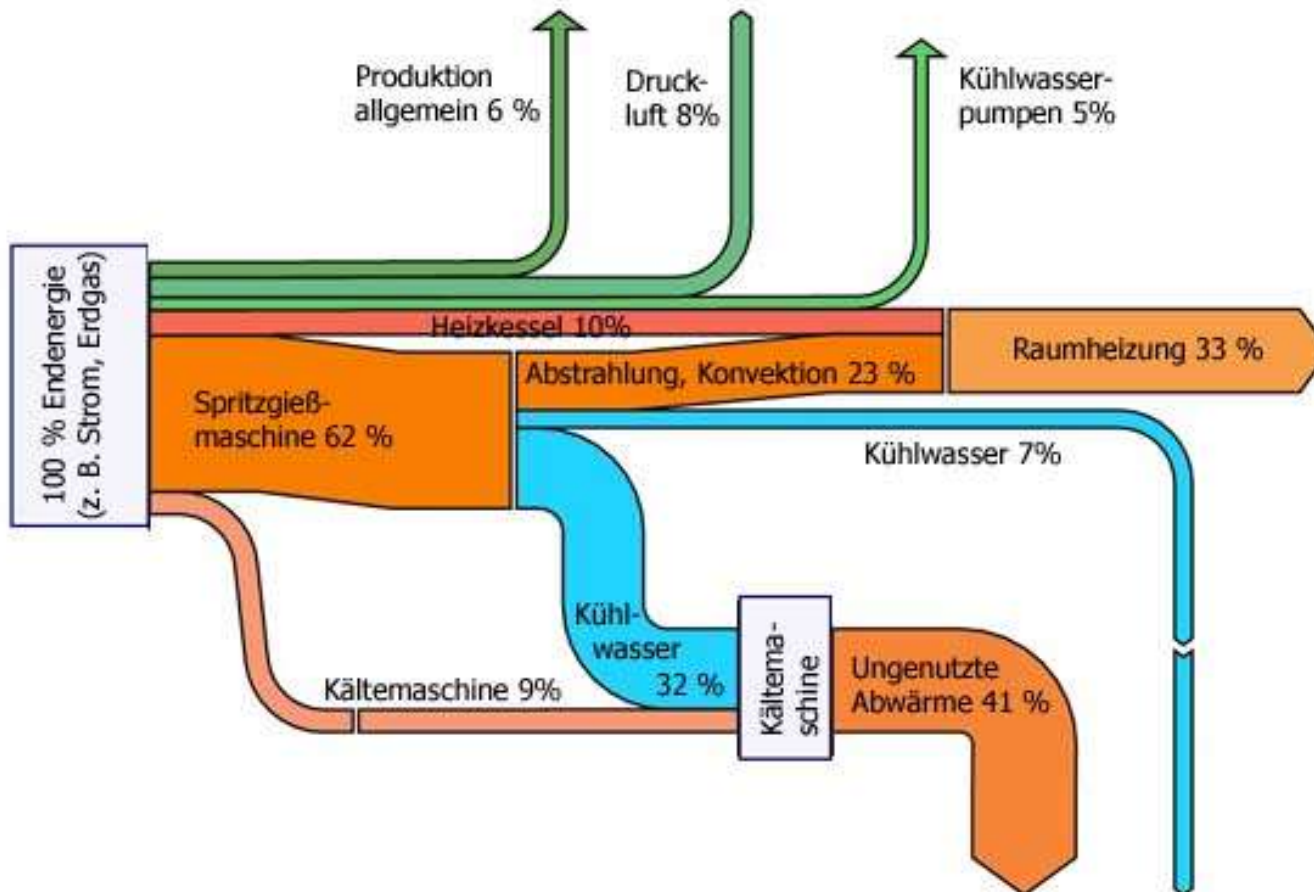 Produktion
allgemein 6 %
Druck-
luft 8%
Kühlwasser-
pumpen 5%
100 % Endenergie
(z. B. Strom, Erdgas)
Heizkessel 10%
Raumheizung 33 %
Abstrahlung, Konvektion 23 %
Spritzgieß-
maschine 62 %
Kühlwasser 7%
Kühl-
wasser
32 %
Kältemaschine 9%
Kältema-
schine
Ungenutzte
Abwärme 41 %